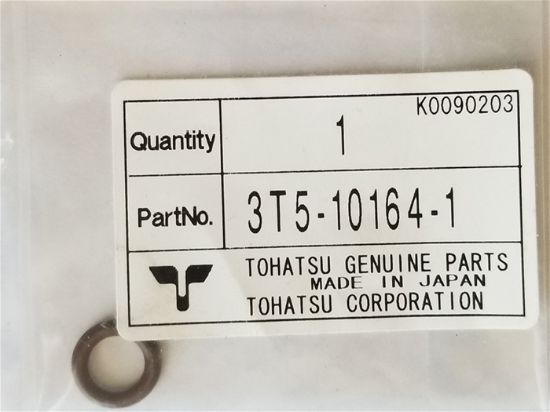 K0090203
Quantity 1
PartNo. 3T5-10164-1
TOHATSU GENUINE PARTS
MADE IN JAPAN
TOHATSU CORPORATION